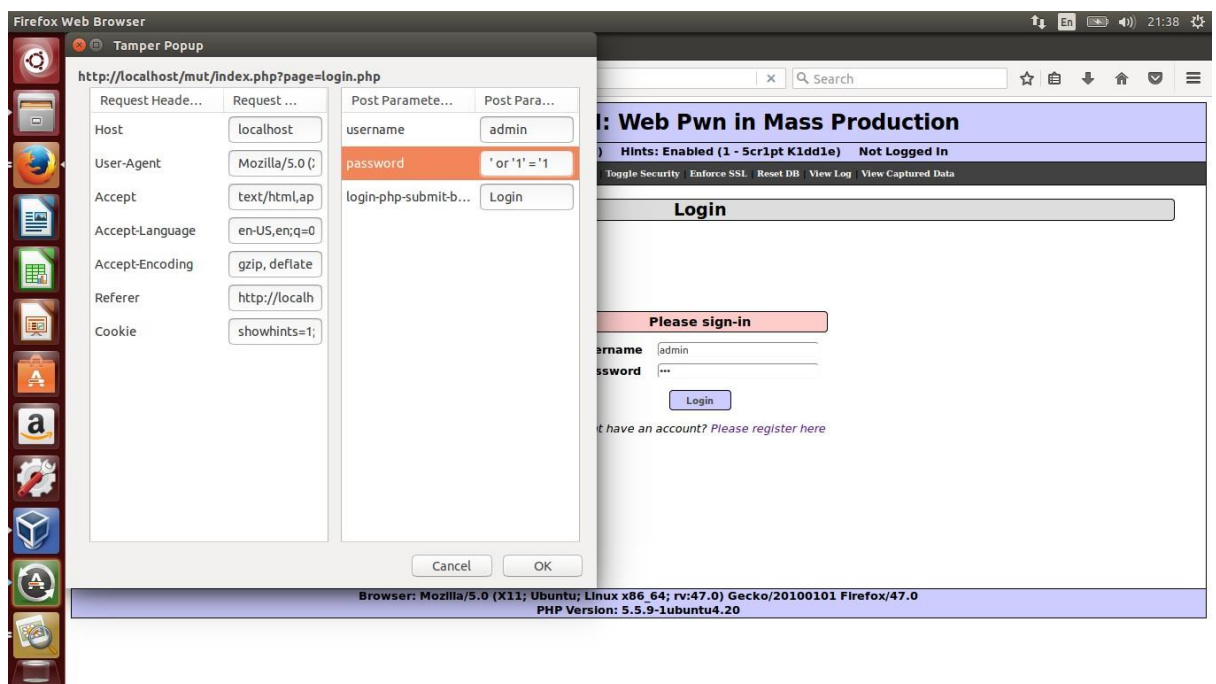 Firefox Web Browser
En
21:38
Tamper Popup
http://localhost/mut/index.php?page=login.php
Request Heade... Request ... Post Paramete... Post Para...
Host localhost username admin
User-Agent Mozilla/5.0 ( password ' or '1' = '1
Accept text/html,ap login-php-submit-b... Login
Accept-Language en-US,en;q=0
Accept-Encoding gzip, deflate
Referer http://localh
Cookie showhints=1;
Cancel OK
Search
: Web Pwn in Mass Production
) Hints: Enabled (1 - 5cr1pt K1dd1e) Not Logged In
Toggle Security | Enforce SSL | Reset DB | View Log | View Captured Data
Login
Please sign-in
ername admin
ssword •••
Login
t have an account? Please register here
Browser: Mozilla/5.0 (X11; Ubuntu; Linux x86_64; rv:47.0) Gecko/20100101 Firefox/47.0
PHP Version: 5.5.9-1ubuntu4.20